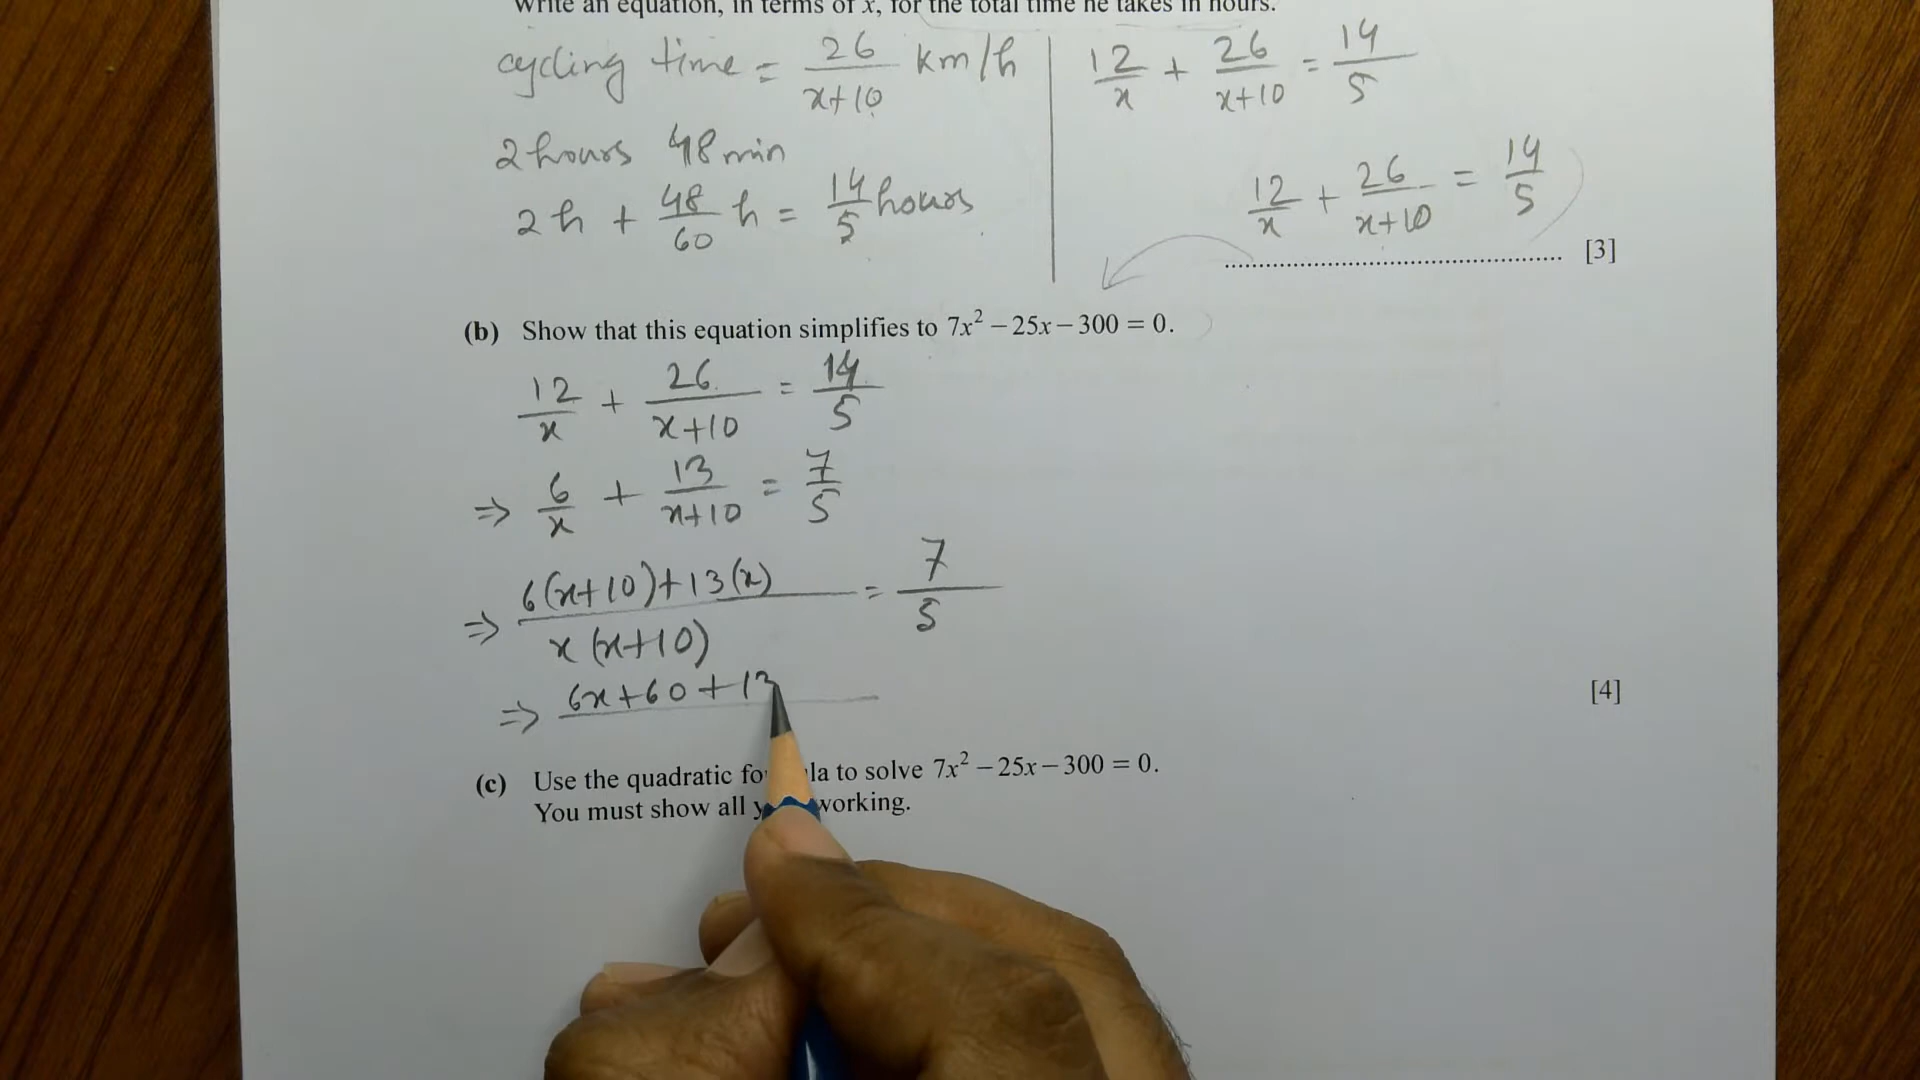 Write an equation, in terms of x, for the total time he takes in hours.
cycling time = 26/(x+10) km/h
2 hours 48 min
2h + 48/60 h = 14/5 hours
12/x + 26/(x+10) = 14/5
12/x + 26/(x+10) = 14/5
[3]
(b) Show that this equation simplifies to 7x² − 25x − 300 = 0.
12/x + 26/(x+10) = 14/5
⇒ 6/x + 13/(x+10) = 7/5
⇒ (6(x+10)+13(x))/(x(x+10)) = 7/5
⇒ 6x+60+13
[4]
(c) Use the quadratic fo la to solve 7x² − 25x − 300 = 0.
You must show all y working.